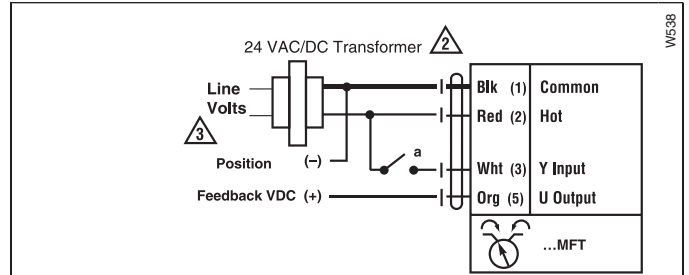 W538
24 VAC/DC Transformer 2
Line
Volts
3
Blk (1) Common
Red (2) Hot
a
Position (–)
Wht (3) Y Input
Feedback VDC (+)
Org (5) U Output
...MFT